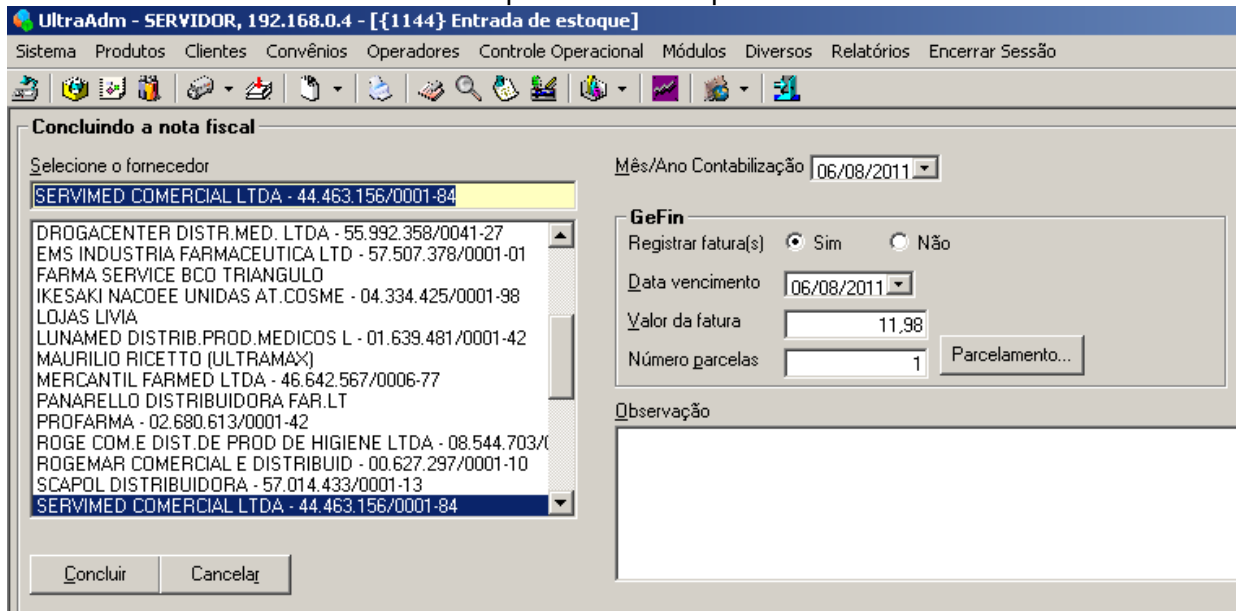 UltraAdm - SERVIDOR, 192.168.0.4 - [{1144} Entrada de estoque]
Sistema Produtos Clientes Convênios Operadores Controle Operacional Módulos Diversos Relatórios Encerrar Sessão
Concluindo a nota fiscal
Selecione o fornecedor
SERVIMED COMERCIAL LTDA - 44.463.156/0001-84
DROGACENTER DISTR.MED. LTDA - 55.992.358/0041-27
EMS INDUSTRIA FARMACEUTICA LTD - 57.507.378/0001-01
FARMA SERVICE BCO TRIANGULO
IKESAKI NACOEE UNIDAS AT.COSME - 04.334.425/0001-98
LOJAS LIVIA
LUNAMED DISTRIB.PROD.MEDICOS L - 01.639.481/0001-42
MAURILIO RICETTO (ULTRAMAX)
MERCANTIL FARMED LTDA - 46.642.567/0006-77
PANARELLO DISTRIBUIDORA FAR.LT
PROFARMA - 02.680.613/0001-42
ROGE COM.E DIST.DE PROD DE HIGIENE LTDA - 08.544.703/0
ROGEMAR COMERCIAL E DISTRIBUID - 00.627.297/0001-10
SCAPOL DISTRIBUIDORA - 57.014.433/0001-13
SERVIMED COMERCIAL LTDA - 44.463.156/0001-84
Concluir Cancelar
Mês/Ano Contabilização 06/08/2011
GeFin
Registrar fatura(s) Sim Não
Data vencimento 06/08/2011
Valor da fatura 11,98
Número parcelas 1 Parcelamento...
Observação